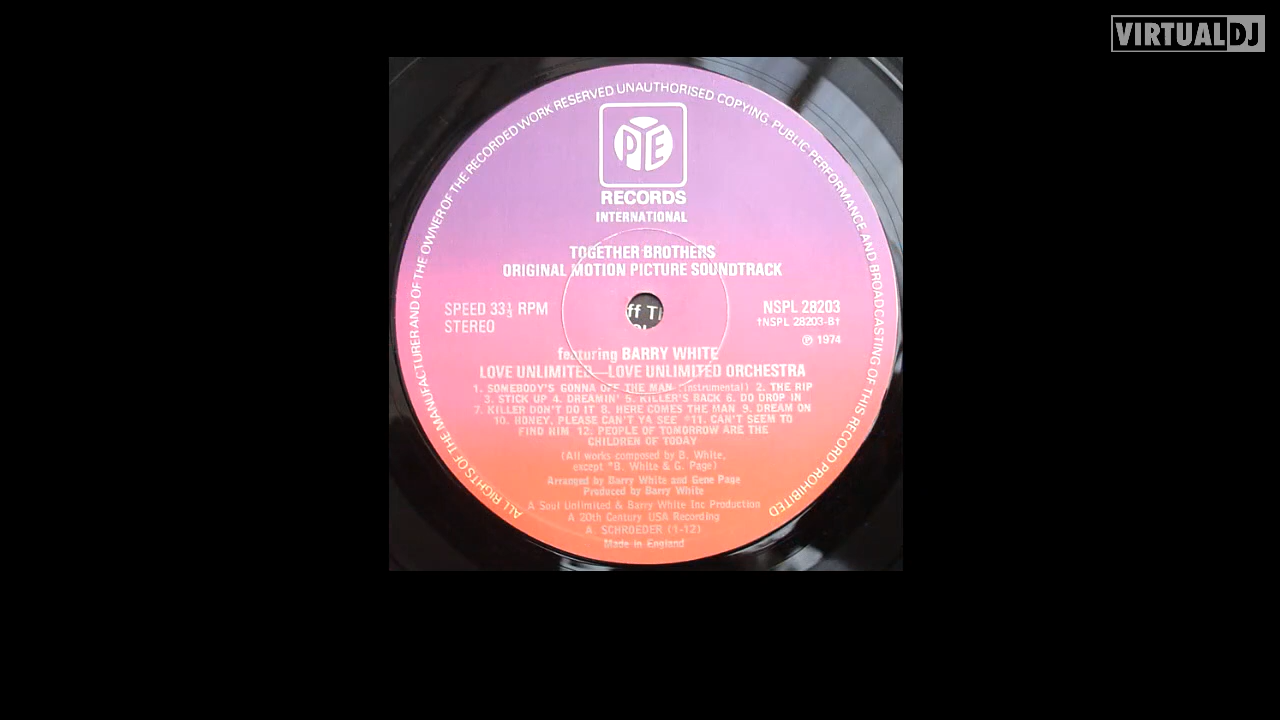 VIRTUALDJ
ALL RIGHTS OF THE MANUFACTURER AND OF THE OWNER OF THE RECORDED WORK RESERVED UNAUTHORISED COPYING, PUBLIC PERFORMANCE AND BROADCASTING OF THIS RECORD PROHIBITED
PYE
RECORDS
INTERNATIONAL
TOGETHER BROTHERS
ORIGINAL MOTION PICTURE SOUNDTRACK
SPEED 33⅓ RPM
STEREO
NSPL 28203
†NSPL 28203-B†
℗ 1974
ff
featuring BARRY WHITE
LOVE UNLIMITED—LOVE UNLIMITED ORCHESTRA
1. SOMEBODY'S GONNA OFF THE MAN (Instrumental) 2. THE RIP
3. STICK UP 4. DREAMIN' 5. KILLER'S BACK 6. DO DROP IN
7. KILLER DON'T DO IT 8. HERE COMES THE MAN 9. DREAM ON
10. HONEY, PLEASE CAN'T YA SEE *11. CAN'T SEEM TO
FIND HIM 12. PEOPLE OF TOMORROW ARE THE
CHILDREN OF TODAY
(All works composed by B. White,
except *B. White & G. Page)
Arranged by Barry White and Gene Page
Produced by Barry White
A Soul Unlimited & Barry White Inc Production
A 20th Century USA Recording
A. SCHROEDER (1-12)
Made in England